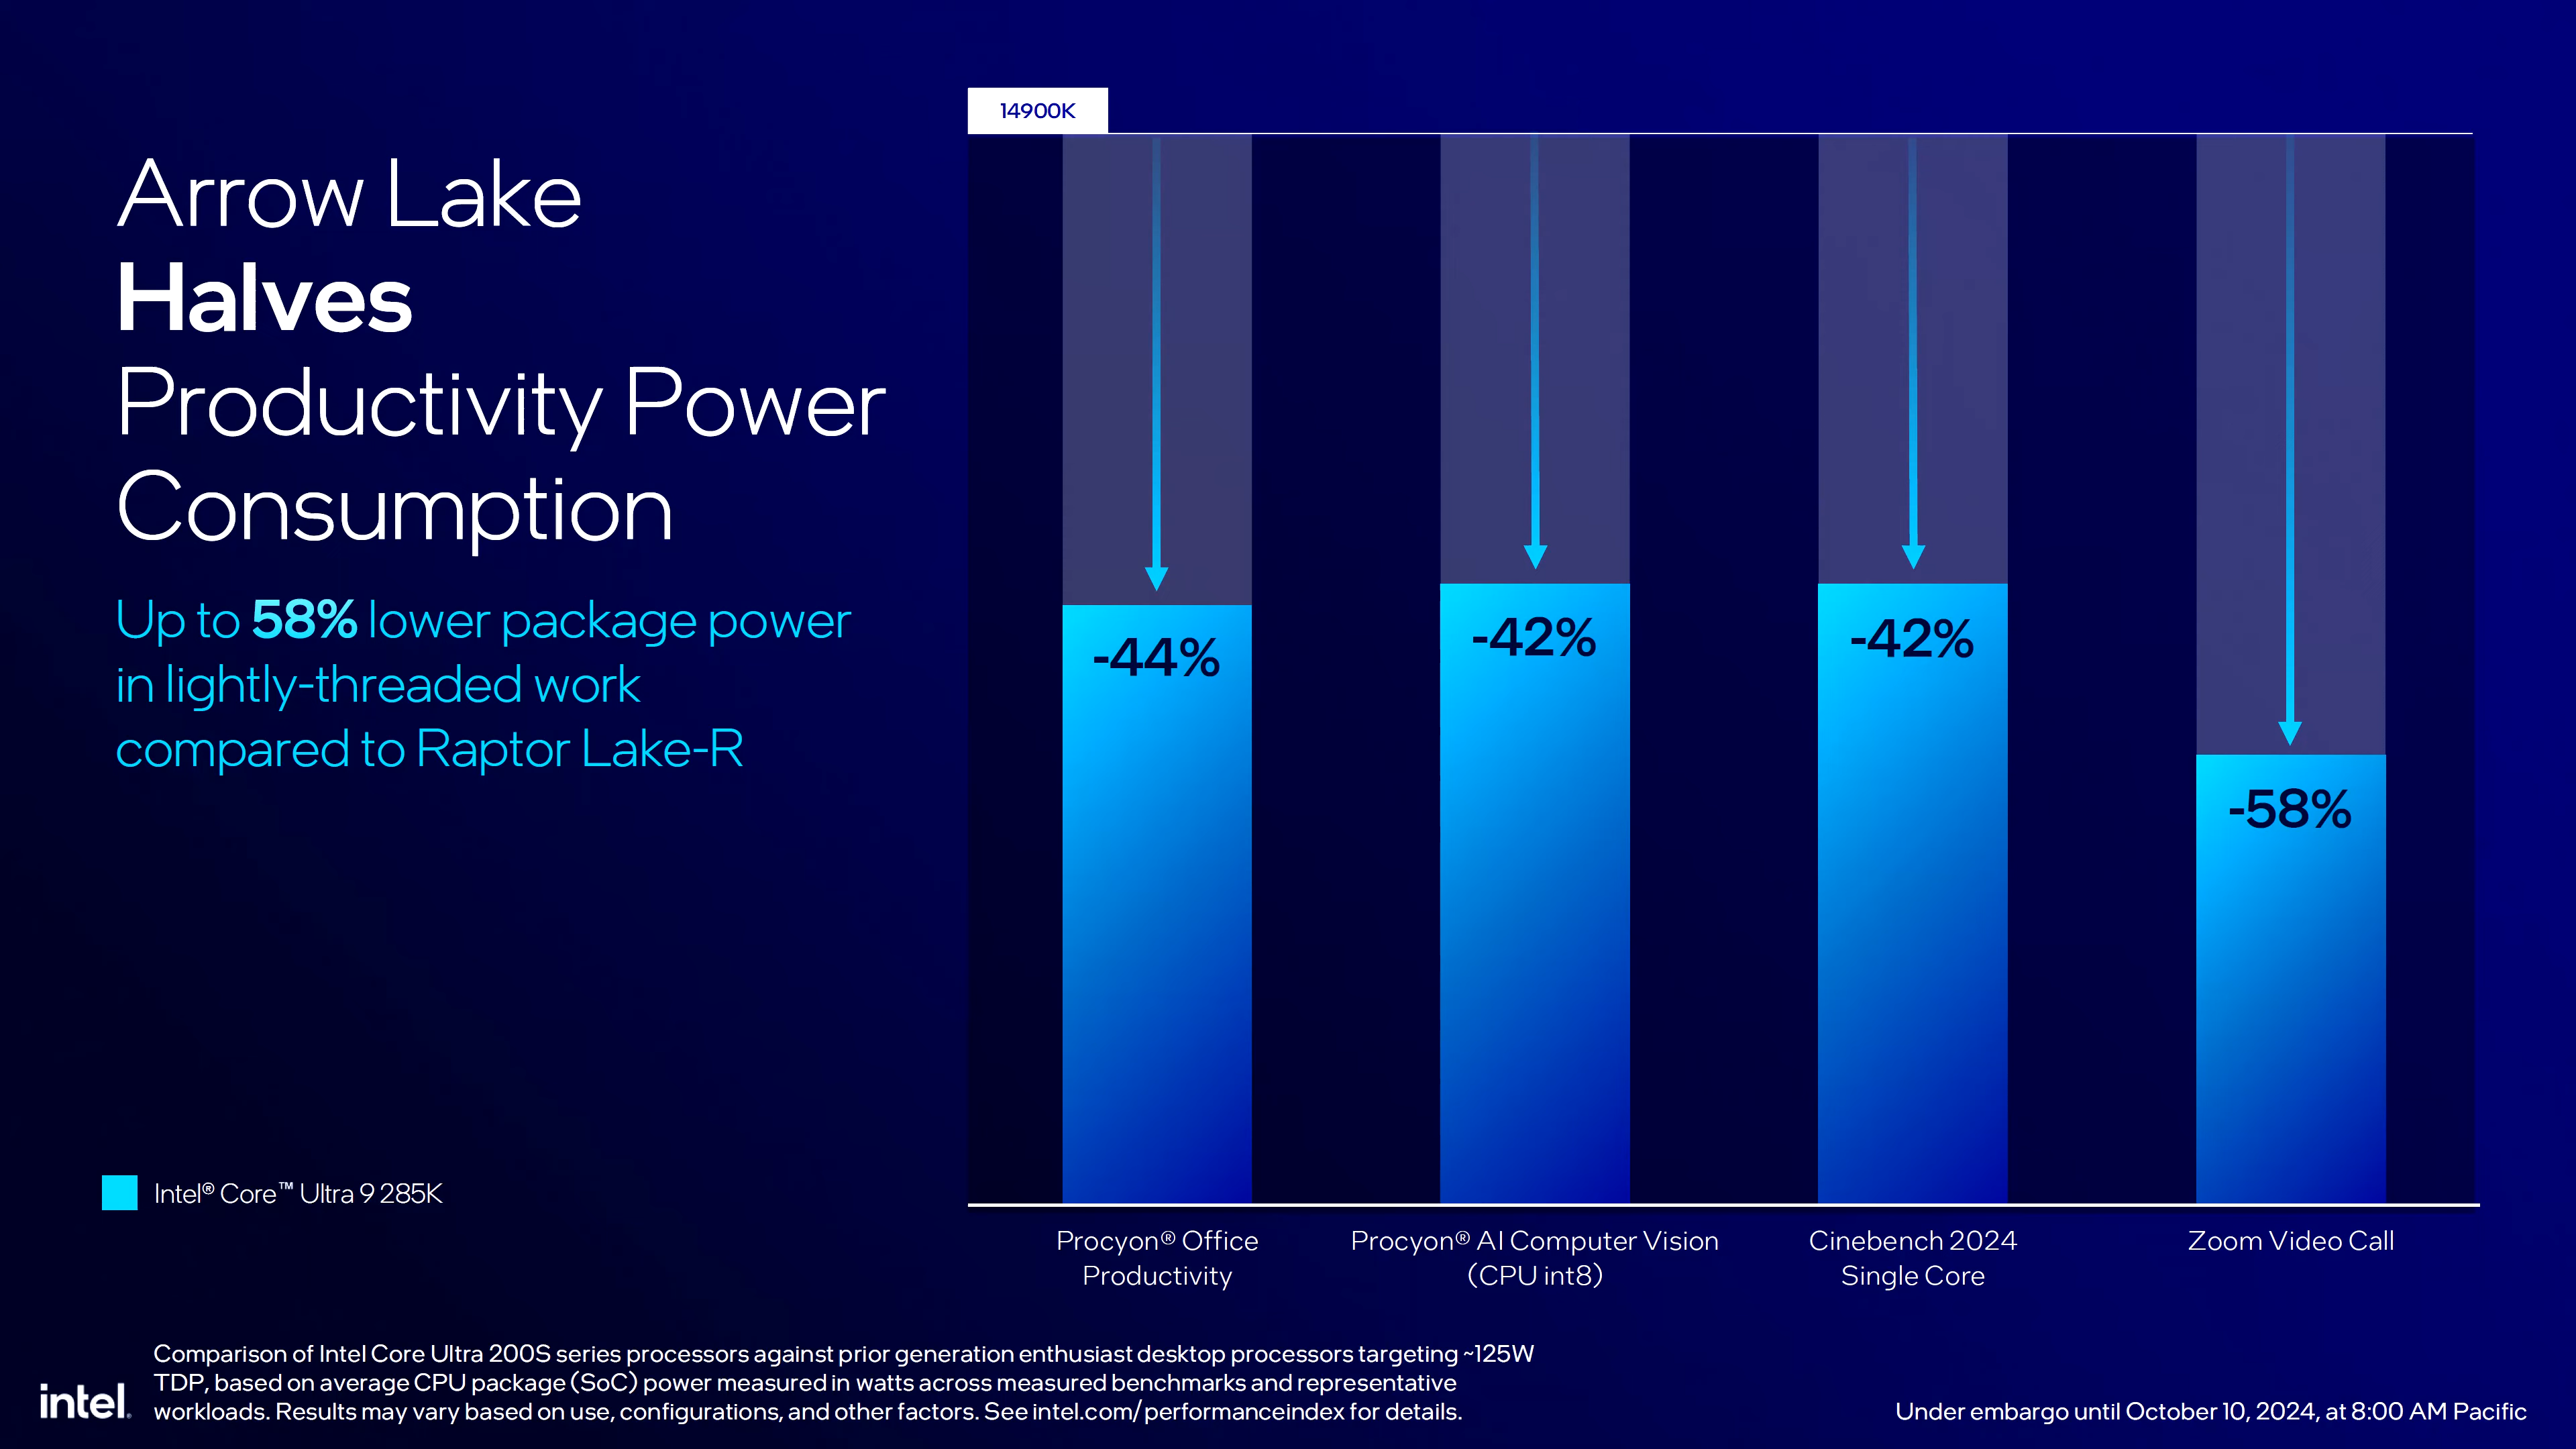 14900K
Arrow Lake
Halves
Productivity Power
Consumption
Up to 58% lower package power
in lightly-threaded work
compared to Raptor Lake-R
-44%
-42%
-42%
-58%
Intel® Core™ Ultra 9 285K
Procyon® Office
Productivity
Procyon® AI Computer Vision
(CPU int8)
Cinebench 2024
Single Core
Zoom Video Call
Comparison of Intel Core Ultra 200S series processors against prior generation enthusiast desktop processors targeting ~125W
TDP, based on average CPU package (SoC) power measured in watts across measured benchmarks and representative
workloads. Results may vary based on use, configurations, and other factors. See intel.com/performanceindex for details.
intel.
Under embargo until October 10, 2024, at 8:00 AM Pacific